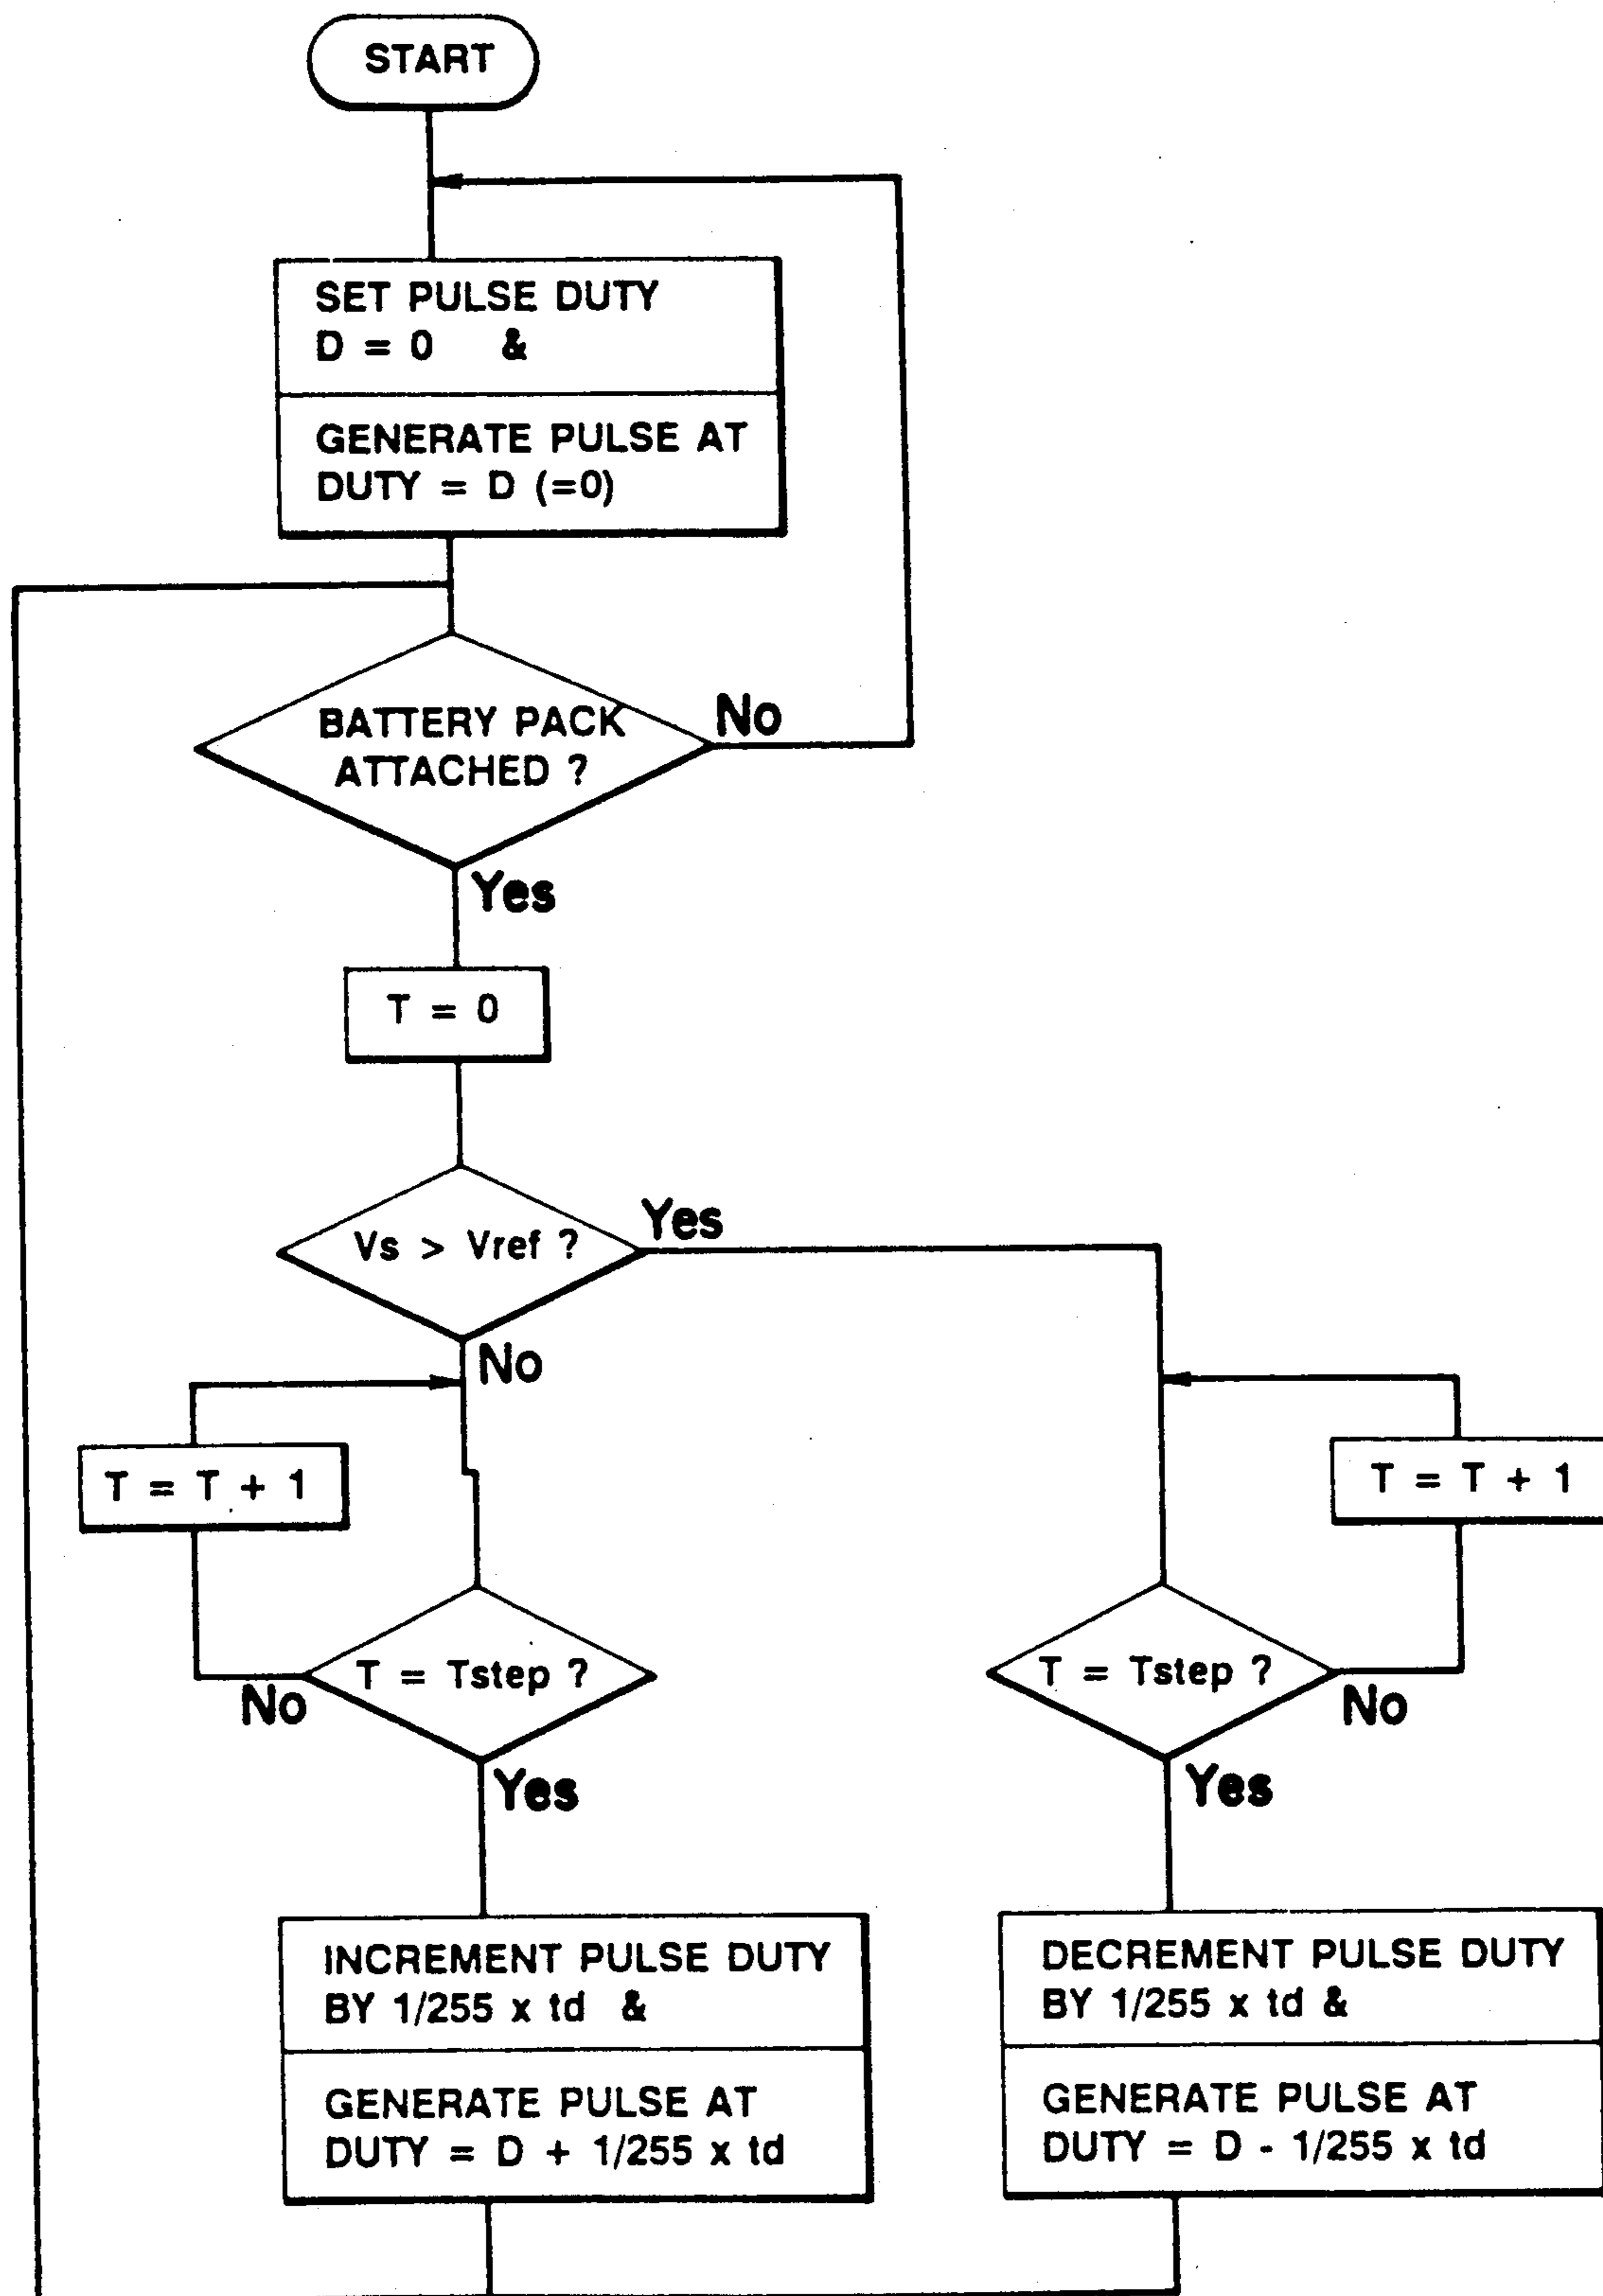 START
SET PULSE DUTY
D = 0 &
GENERATE PULSE AT
DUTY = D (=0)
BATTERY PACK
ATTACHED ?
No
Yes
T = 0
Vs > Vref ?
Yes
No
T = T + 1
T = T + 1
T = Tstep ?
No
Yes
T = Tstep ?
No
Yes
INCREMENT PULSE DUTY
BY 1/255 x td &
GENERATE PULSE AT
DUTY = D + 1/255 x td
DECREMENT PULSE DUTY
BY 1/255 x td &
GENERATE PULSE AT
DUTY = D - 1/255 x td